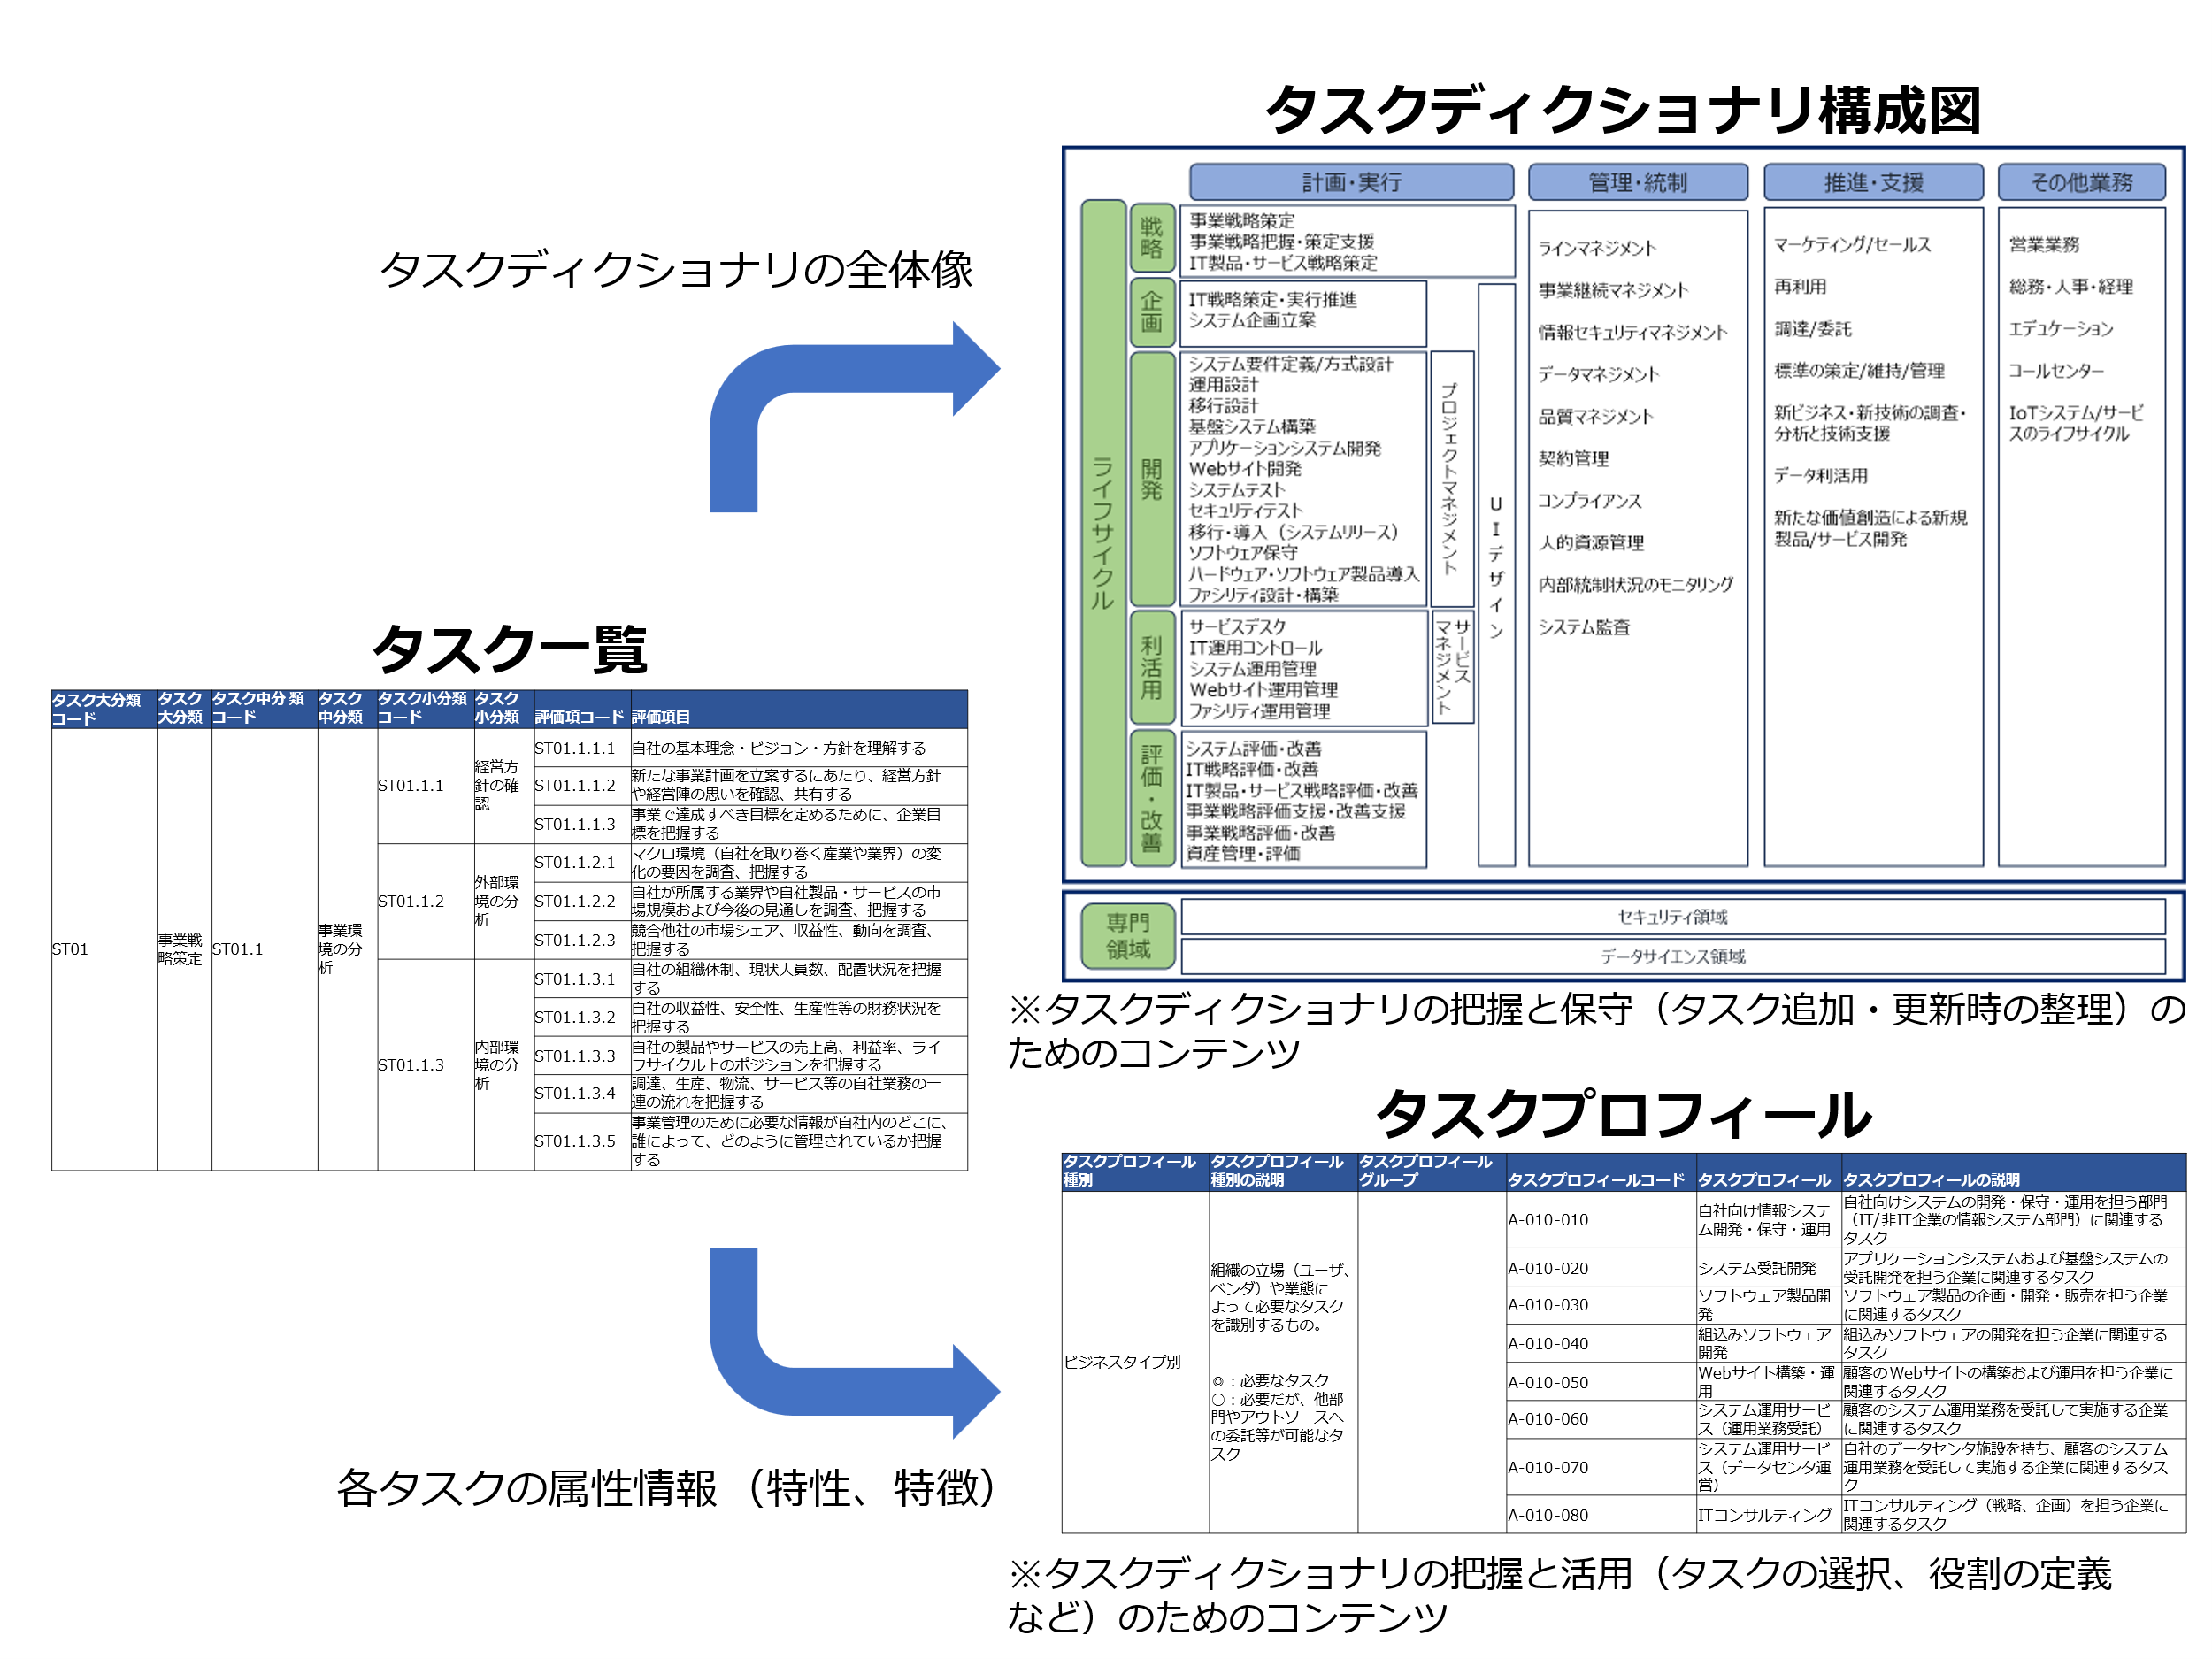 タスクディクショナリの全体像
タスク一覧
タスク大分類
コード
タスク
大分類
タスク中分類
コード
タスク
中分類
タスク小分類
コード
タスク
小分類
評価項コード
評価項目
ST01
事業戦
略策定
ST01.1
事業環
境の分
析
ST01.1.1
経営方
針の確
認
ST01.1.1.1
自社の基本理念・ビジョン・方針を理解する
ST01.1.1.2
新たな事業計画を立案するにあたり、経営方針
や経営陣の思いを確認、共有する
ST01.1.1.3
事業で達成すべき目標を定めるために、企業目
標を把握する
ST01.1.2
外部環
境の分
析
ST01.1.2.1
マクロ環境（自社を取り巻く産業や業界）の変
化の要因を調査、把握する
ST01.1.2.2
自社が所属する業界や自社製品・サービスの市
場規模および今後の見通しを調査、把握する
ST01.1.2.3
競合他社の市場シェア、収益性、動向を調査、
把握する
ST01.1.3
内部環
境の分
析
ST01.1.3.1
自社の組織体制、現状人員数、配置状況を把握
する
ST01.1.3.2
自社の収益性、安全性、生産性等の財務状況を
把握する
ST01.1.3.3
自社の製品やサービスの売上高、利益率、ライ
フサイクル上のポジションを把握する
ST01.1.3.4
調達、生産、物流、サービス等の自社業務の一
連の流れを把握する
ST01.1.3.5
事業管理のために必要な情報が自社内のどこに、
誰によって、どのように管理されているか把握
する
各タスクの属性情報（特性、特徴）
タスクディクショナリ構成図
計画・実行
管理・統制
推進・支援
その他業務
ライフサイクル
戦略
事業戦略策定
事業戦略把握・策定支援
IT製品・サービス戦略策定
企画
IT戦略策定・実行推進
システム企画立案
開発
システム要件定義/方式設計
運用設計
移行設計
基盤システム構築
アプリケーションシステム開発
Webサイト開発
システムテスト
セキュリティテスト
移行・導入（システムリリース）
ソフトウェア保守
ハードウェア・ソフトウェア製品導入
ファシリティ設計・構築
プロジェクトマネジメント
UIデザイン
利活用
サービスデスク
IT運用コントロール
システム運用管理
Webサイト運用管理
ファシリティ運用管理
サービス
マネジメント
評価・改善
システム評価・改善
IT戦略評価・改善
IT製品・サービス戦略評価・改善
事業戦略評価支援・改善支援
事業戦略評価・改善
資産管理・評価
ラインマネジメント
事業継続マネジメント
情報セキュリティマネジメント
データマネジメント
品質マネジメント
契約管理
コンプライアンス
人的資源管理
内部統制状況のモニタリング
システム監査
マーケティング/セールス
再利用
調達/委託
標準の策定/維持/管理
新ビジネス・新技術の調査・
分析と技術支援
データ利活用
新たな価値創造による新規
製品/サービス開発
営業業務
総務・人事・経理
エデュケーション
コールセンター
IoTシステム/サービ
スのライフサイクル
専門
領域
セキュリティ領域
データサイエンス領域
※タスクディクショナリの把握と保守（タスク追加・更新時の整理）の
ためのコンテンツ
タスクプロフィール
タスクプロフィール
種別
タスクプロフィール
種別の説明
タスクプロフィール
グループ
タスクプロフィールコード
タスクプロフィール
タスクプロフィールの説明
ビジネスタイプ別
組織の立場（ユーザ、
ベンダ）や業態に
よって必要なタスク
を識別するもの。
◎：必要なタスク
○：必要だが、他部
門やアウトソースへ
の委託等が可能なタ
スク
-
A-010-010
自社向け情報システ
ム開発・保守・運用
自社向けシステムの開発・保守・運用を担う部門
（IT/非IT企業の情報システム部門）に関連する
タスク
A-010-020
システム受託開発
アプリケーションシステムおよび基盤システムの
受託開発を担う企業に関連するタスク
A-010-030
ソフトウェア製品開
発
ソフトウェア製品の企画・開発・販売を担う企業
に関連するタスク
A-010-040
組込みソフトウェア
開発
組込みソフトウェアの開発を担う企業に関連する
タスク
A-010-050
Webサイト構築・運
用
顧客のWebサイトの構築および運用を担う企業に
関連するタスク
A-010-060
システム運用サービ
ス（運用業務受託）
顧客のシステム運用業務を受託して実施する企業
に関連するタスク
A-010-070
システム運用サービ
ス（データセンタ運
営）
自社のデータセンタ施設を持ち、顧客のシステム
運用業務を受託して実施する企業に関連するタス
ク
A-010-080
ITコンサルティング
ITコンサルティング（戦略、企画）を担う企業に
関連するタスク
※タスクディクショナリの把握と活用（タスクの選択、役割の定義
など）のためのコンテンツ